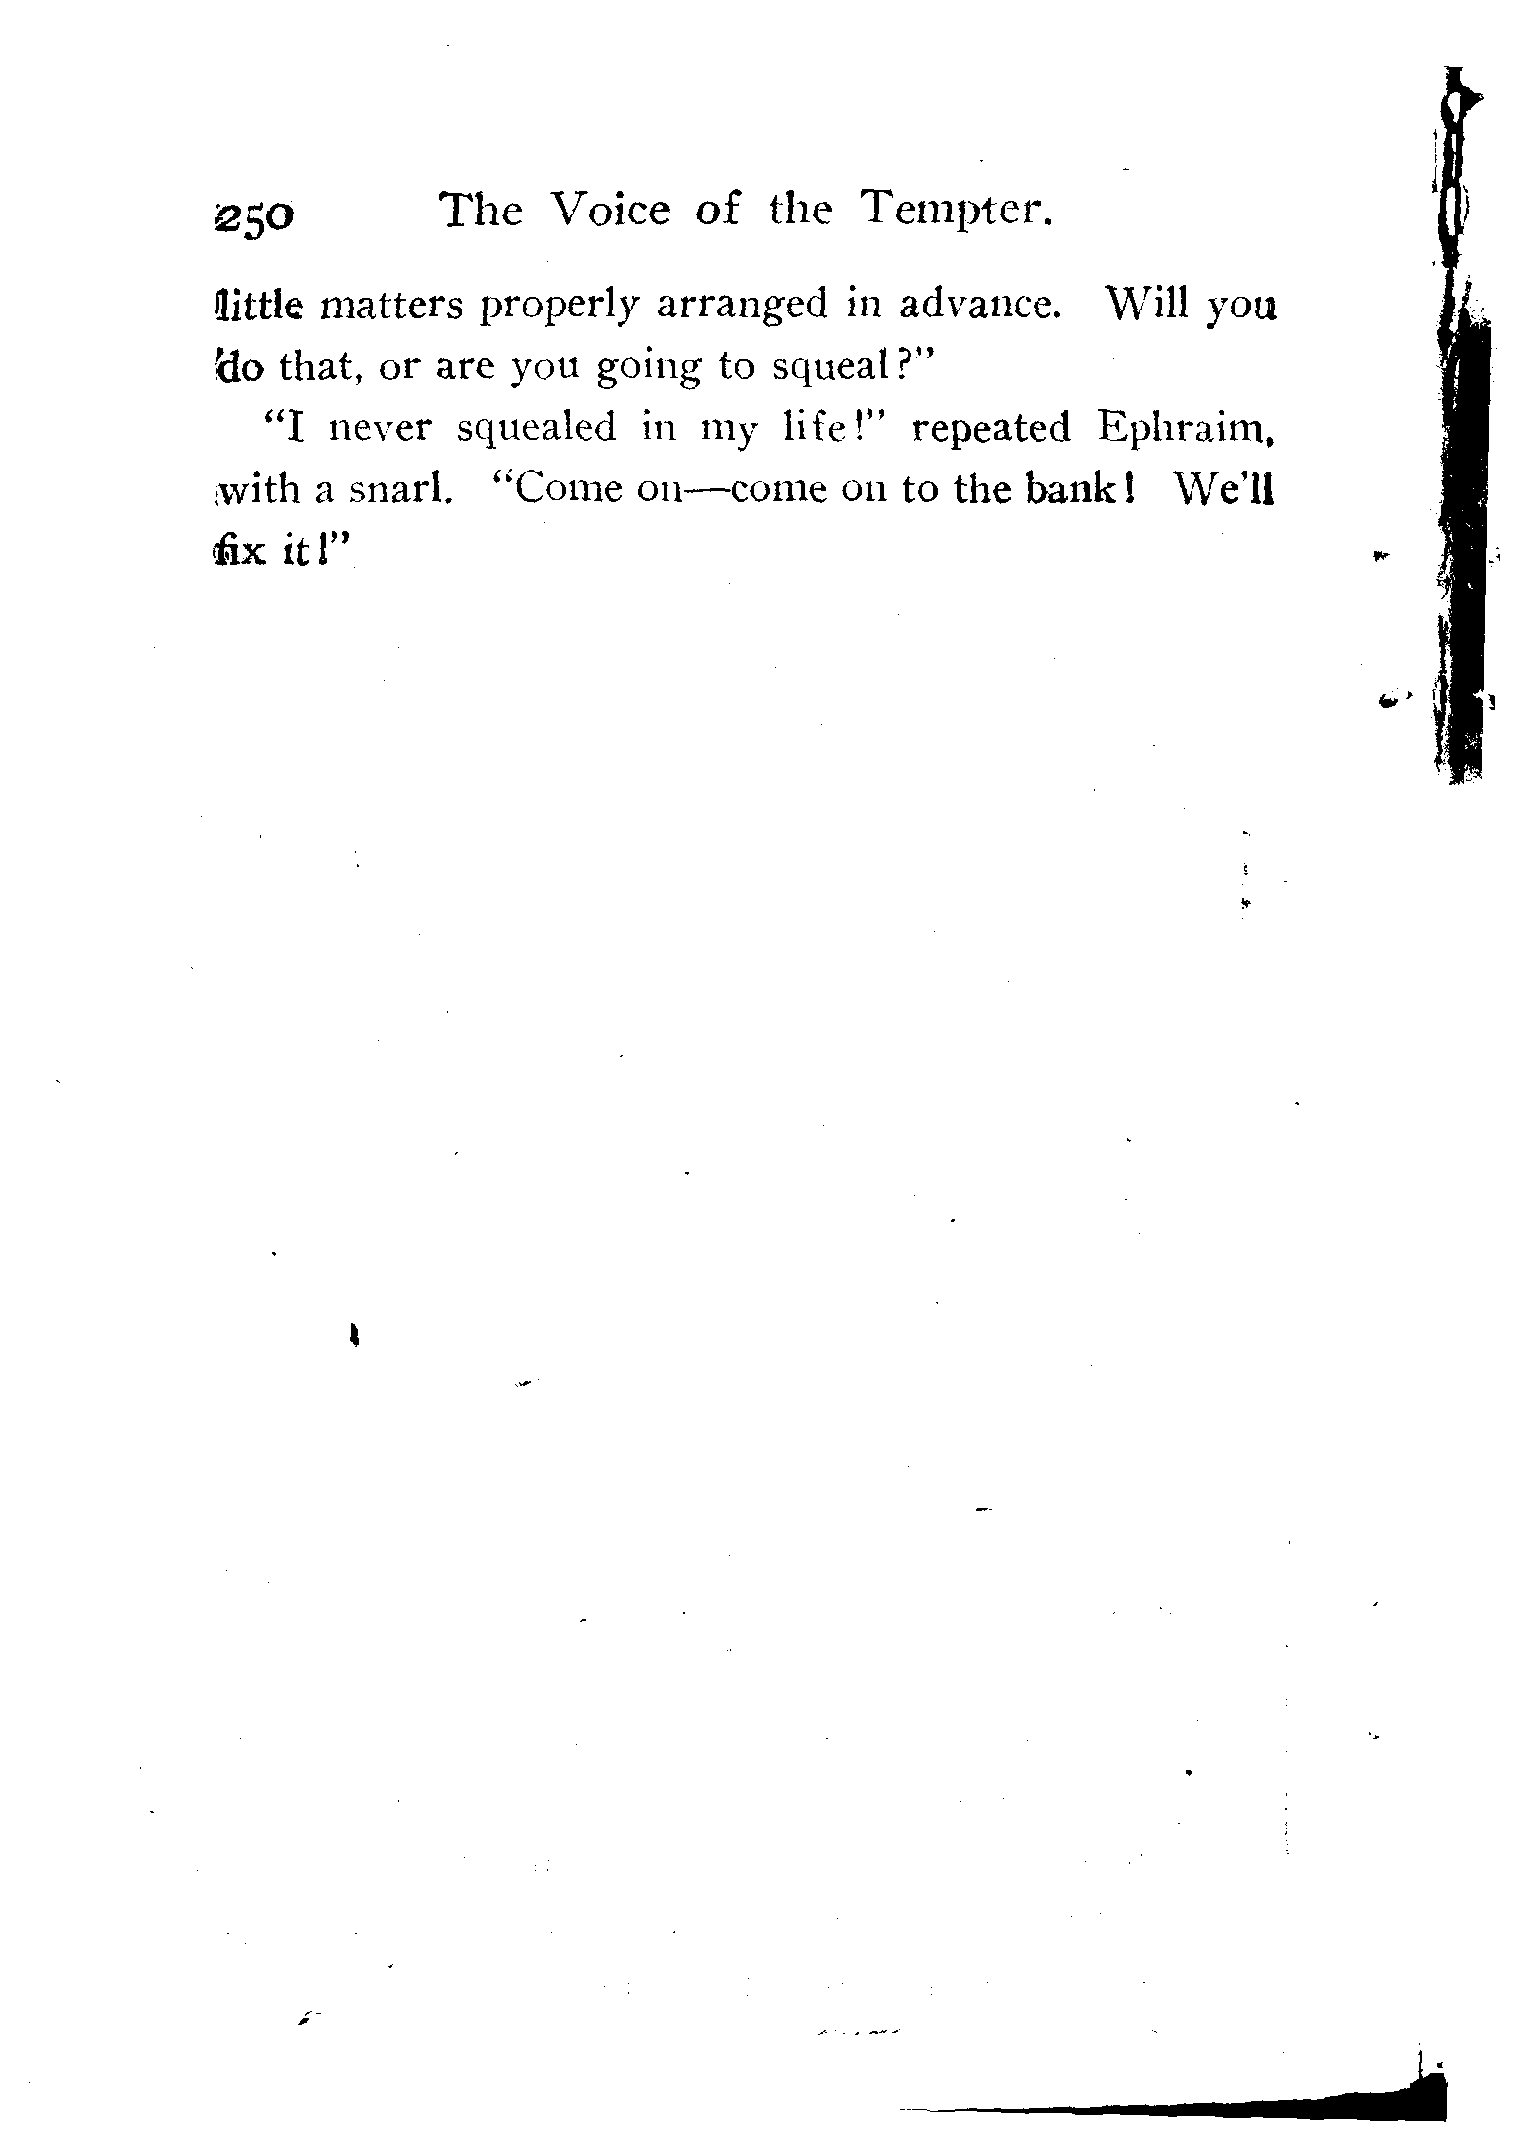 250 The Voice of the Tempter.
little matters properly arranged in advance. Will you
do that, or are you going to squeal?"
"I never squealed in my life!" repeated Ephraim,
with a snarl. "Come on—come on to the bank! We'll
fix it!"